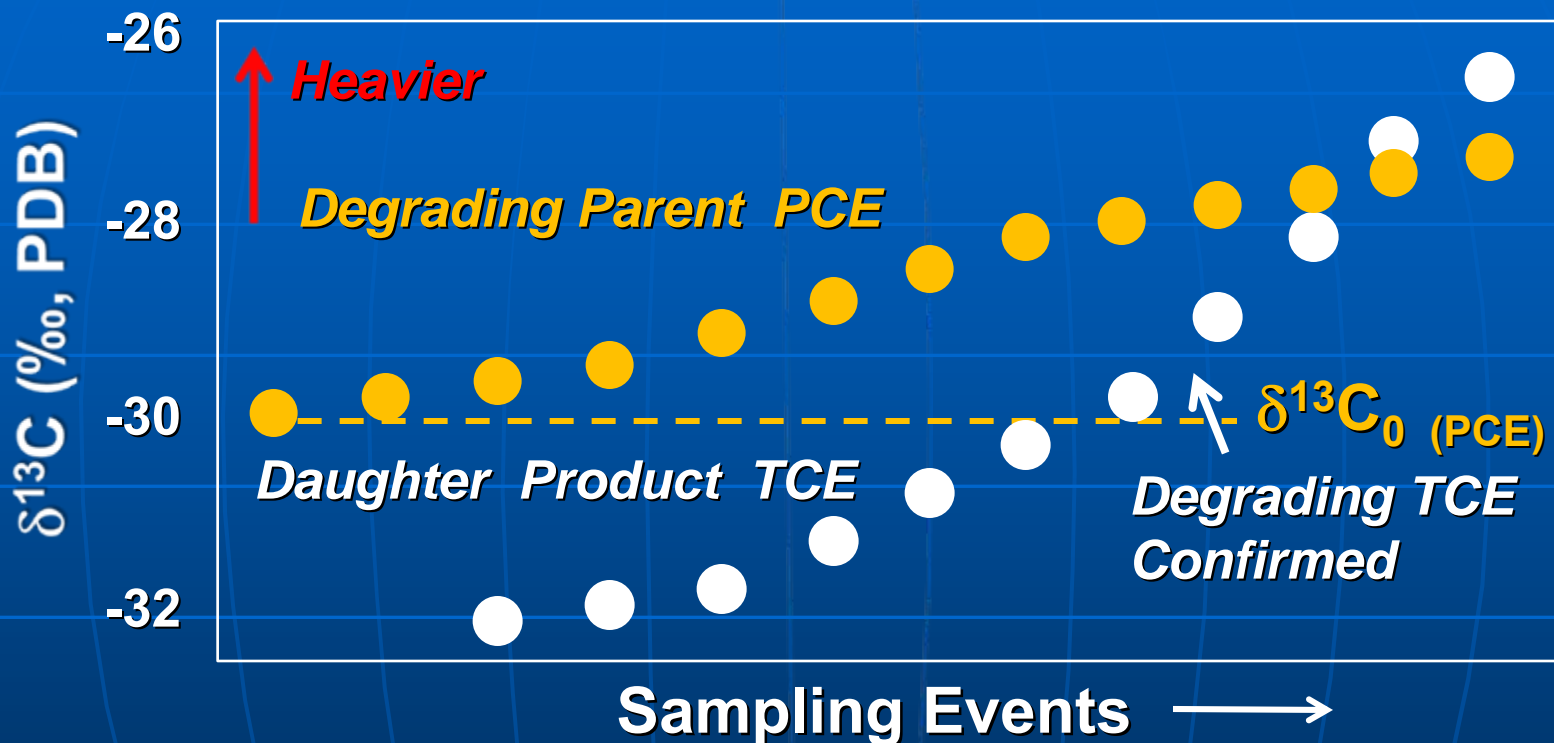 -26
Heavier
δ13C (‰, PDB)
Degrading Parent PCE
-28
-30
δ13C0 (PCE)
Daughter Product TCE
Degrading TCE
Confirmed
-32
Sampling Events